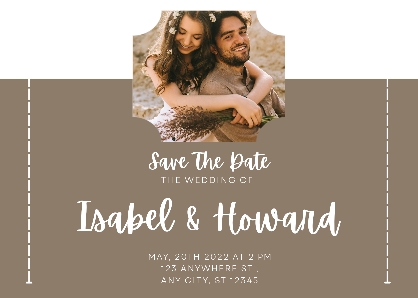 Save The Date
THE WEDDING OF
Isabel & Howard
MAY, 20TH 2022 AT 2 PM
123 ANYWHERE ST.,
ANY CITY, ST 12345